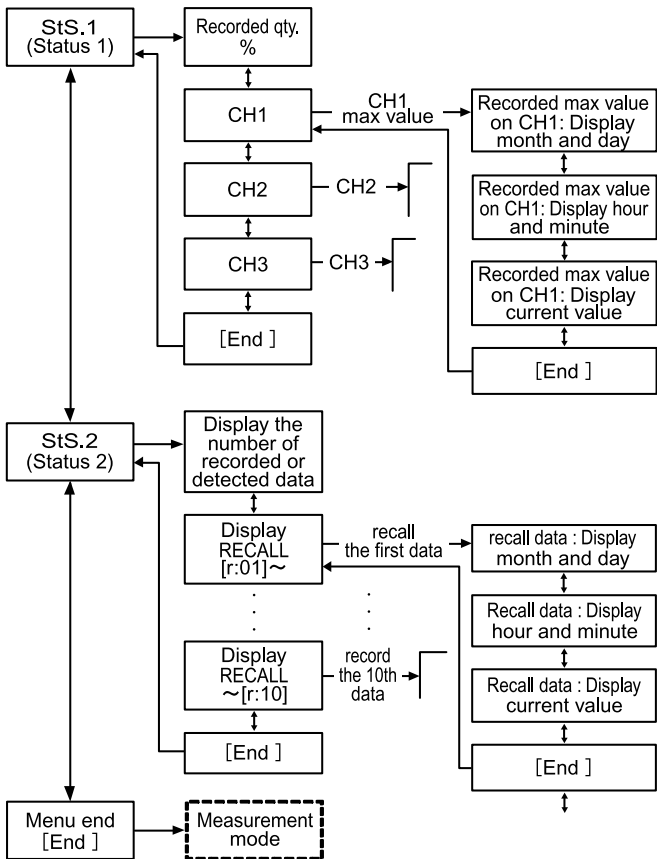 StS.1
(Status 1)
Recorded qty.
%
CH1
CH1
max value
Recorded max value
on CH1: Display
month and day
CH2
CH2
Recorded max value
on CH1: Display hour
and minute
CH3
CH3
Recorded max value
on CH1: Display
current value
[End ]
[End ]
StS.2
(Status 2)
Display the
number of
recorded or
detected data
Display
RECALL
[r:01]～
recall
the first data
recall data : Display
month and day
Recall data : Display
hour and minute
Display
RECALL
～[r:10]
record
the 10th
data
Recall data : Display
current value
[End ]
[End ]
Menu end
[End ]
Measurement
mode